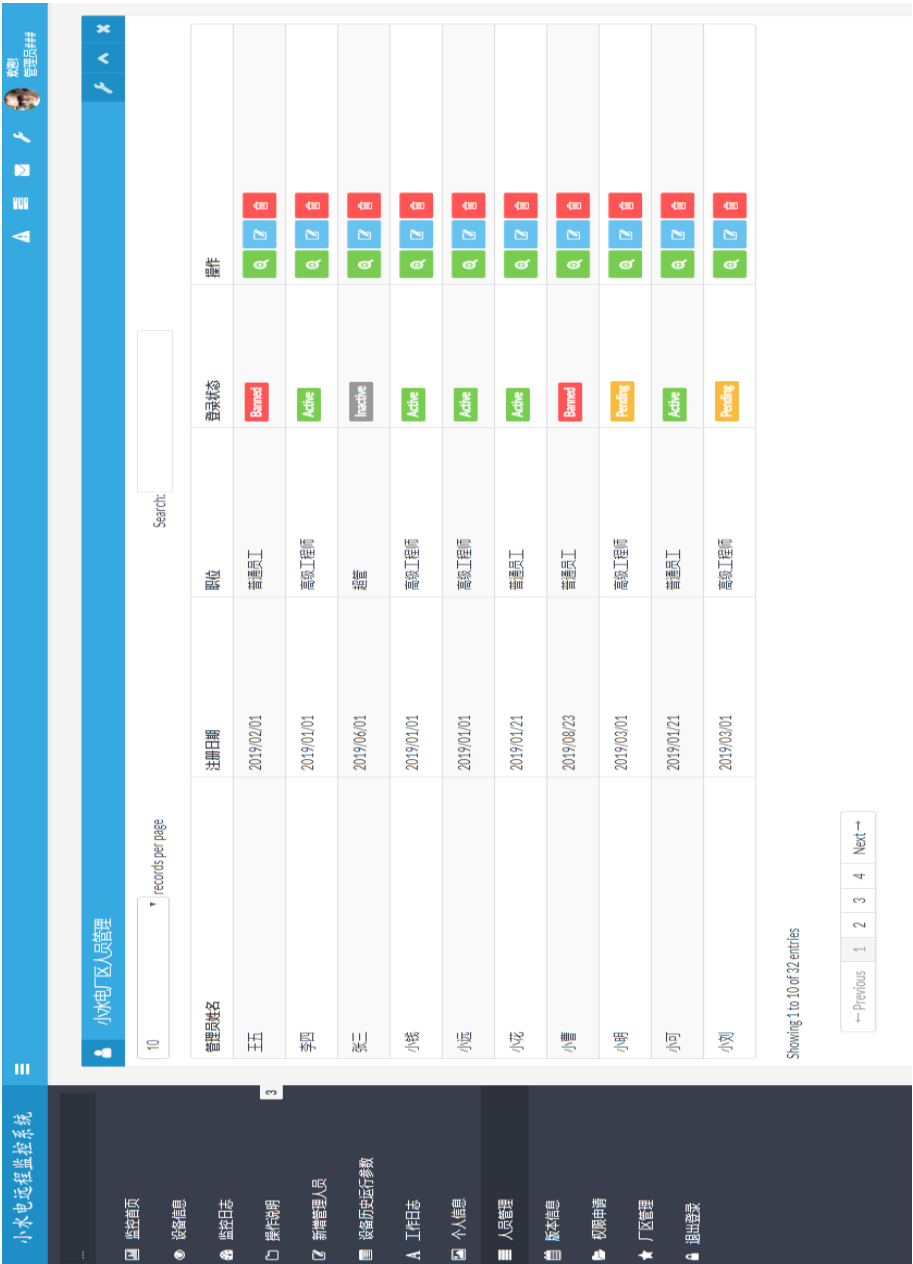 小水电远程监控系统
欢迎!
管理员###
...
监控首页
设备信息
监控日志
操作说明
3
新增管理人员
设备历史运行参数
工作日志
个人信息
人员管理
版本信息
权限申请
厂区管理
退出登录
小水电厂区人员管理
10 records per page Search:
管理员姓名 注册日期 职位 登录状态 操作
王五 2019/02/01 普通员工 Banned
李四 2019/01/01 高级工程师 Active
张三 2019/06/01 超管 Inactive
小钱 2019/01/01 高级工程师 Active
小远 2019/01/01 高级工程师 Active
小花 2019/01/21 普通员工 Active
小曹 2019/08/23 普通员工 Banned
小明 2019/03/01 高级工程师 Pending
小可 2019/01/21 普通员工 Active
小刘 2019/03/01 高级工程师 Pending
Showing 1 to 10 of 32 entries
← Previous 1 2 3 4 Next →